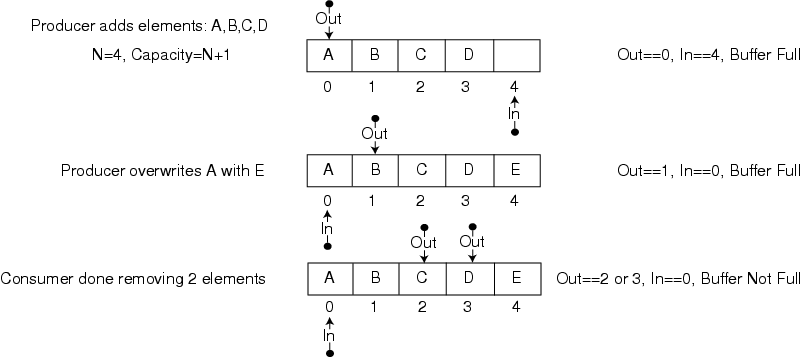 Out
Producer adds elements: A,B,C,D
N=4, Capacity=N+1
A B C D
Out==0, In==4, Buffer Full
0 1 2 3 4
In
Out
Producer overwrites A with E
A B C D E
Out==1, In==0, Buffer Full
0 1 2 3 4
In
Out Out
Consumer done removing 2 elements
A B C D E
Out==2 or 3, In==0, Buffer Not Full
0 1 2 3 4
In